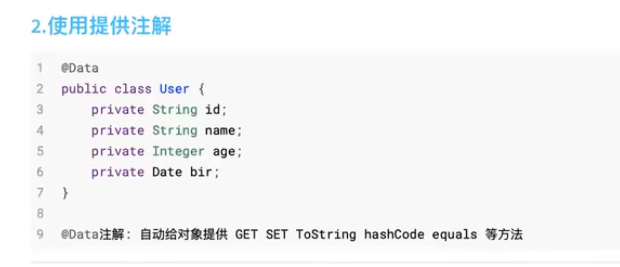 2.使用提供注解
1 @Data
2 public class User {
3     private String id;
4     private String name;
5     private Integer age;
6     private Date bir;
7 }
8
9 @Data注解: 自动给对象提供 GET SET ToString hashCode equals 等方法